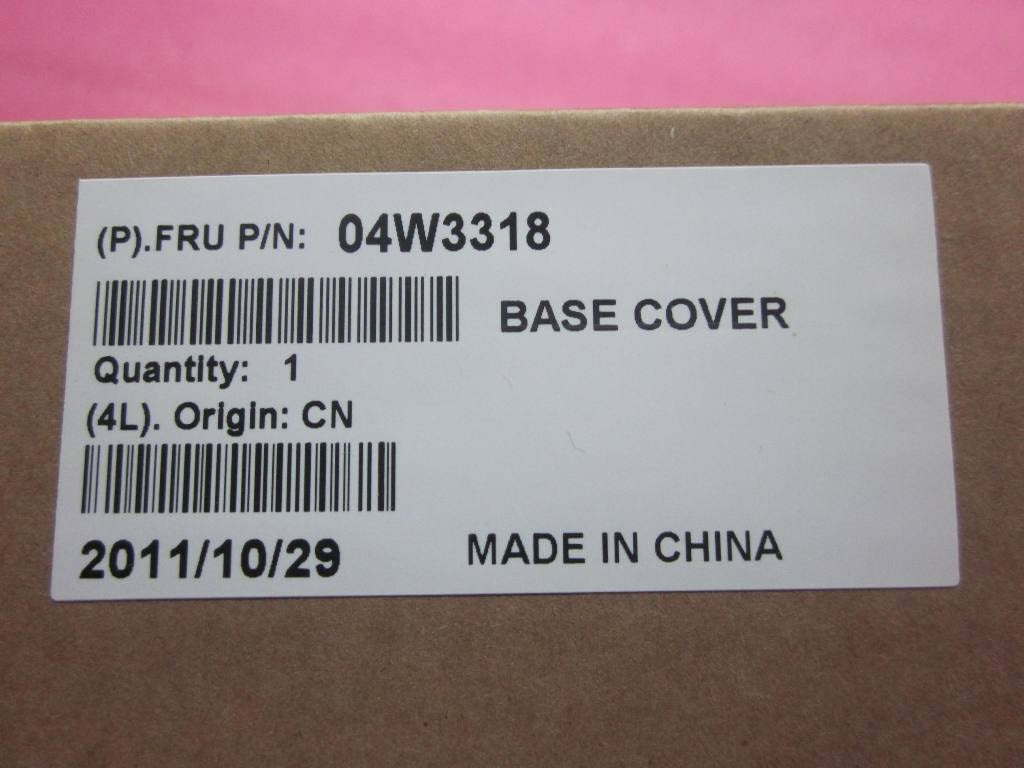 (P).FRU P/N: 04W3318
BASE COVER
Quantity: 1
(4L). Origin: CN
2011/10/29
MADE IN CHINA